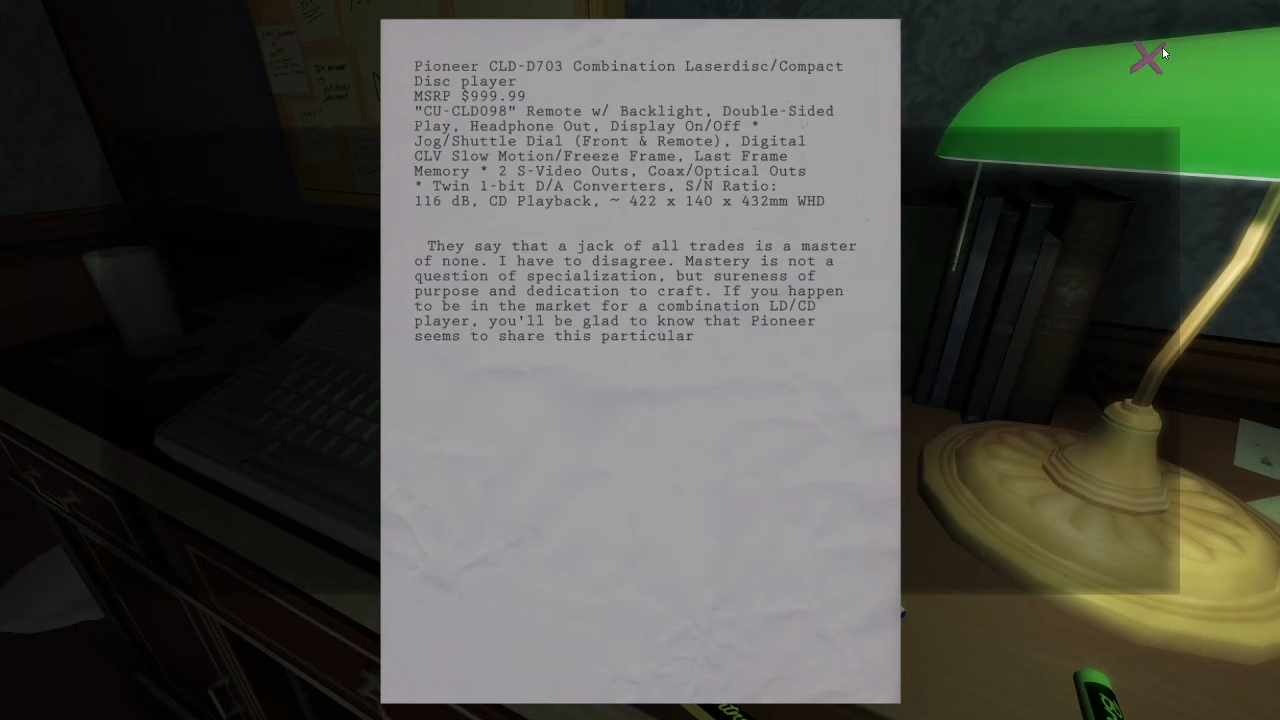 Pioneer CLD-D703 Combination Laserdisc/Compact
Disc player
MSRP $999.99
"CU-CLD098" Remote w/ Backlight, Double-Sided
Play, Headphone Out, Display On/Off *
Jog/Shuttle Dial (Front & Remote), Digital
CLV Slow Motion/Freeze Frame, Last Frame
Memory * 2 S-Video Outs, Coax/Optical Outs
* Twin 1-bit D/A Converters, S/N Ratio:
116 dB, CD Playback, ~ 422 x 140 x 432mm WHD
They say that a jack of all trades is a master
of none. I have to disagree. Mastery is not a
question of specialization, but sureness of
purpose and dedication to craft. If you happen
to be in the market for a combination LD/CD
player, you'll be glad to know that Pioneer
seems to share this particular